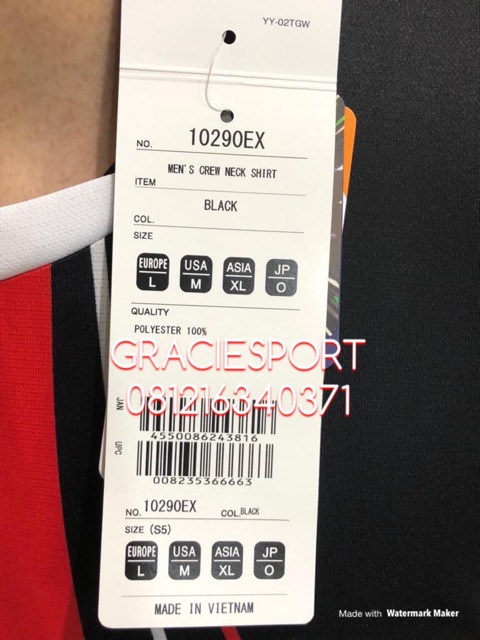 YY-02TGW
NO. 10290EX
MEN'S CREW NECK SHIRT
ITEM
BLACK
COL.
SIZE
EUROPE L USA M ASIA XL JP O
QUALITY
POLYESTER 100%
GRACIESPORT
081216340371
JAN
4550086243816
UPC
008235366663
NO. 10290EX COL. BLACK
SIZE (S5)
EUROPE L USA M ASIA XL JP O
MADE IN VIETNAM
Made with Watermark Maker